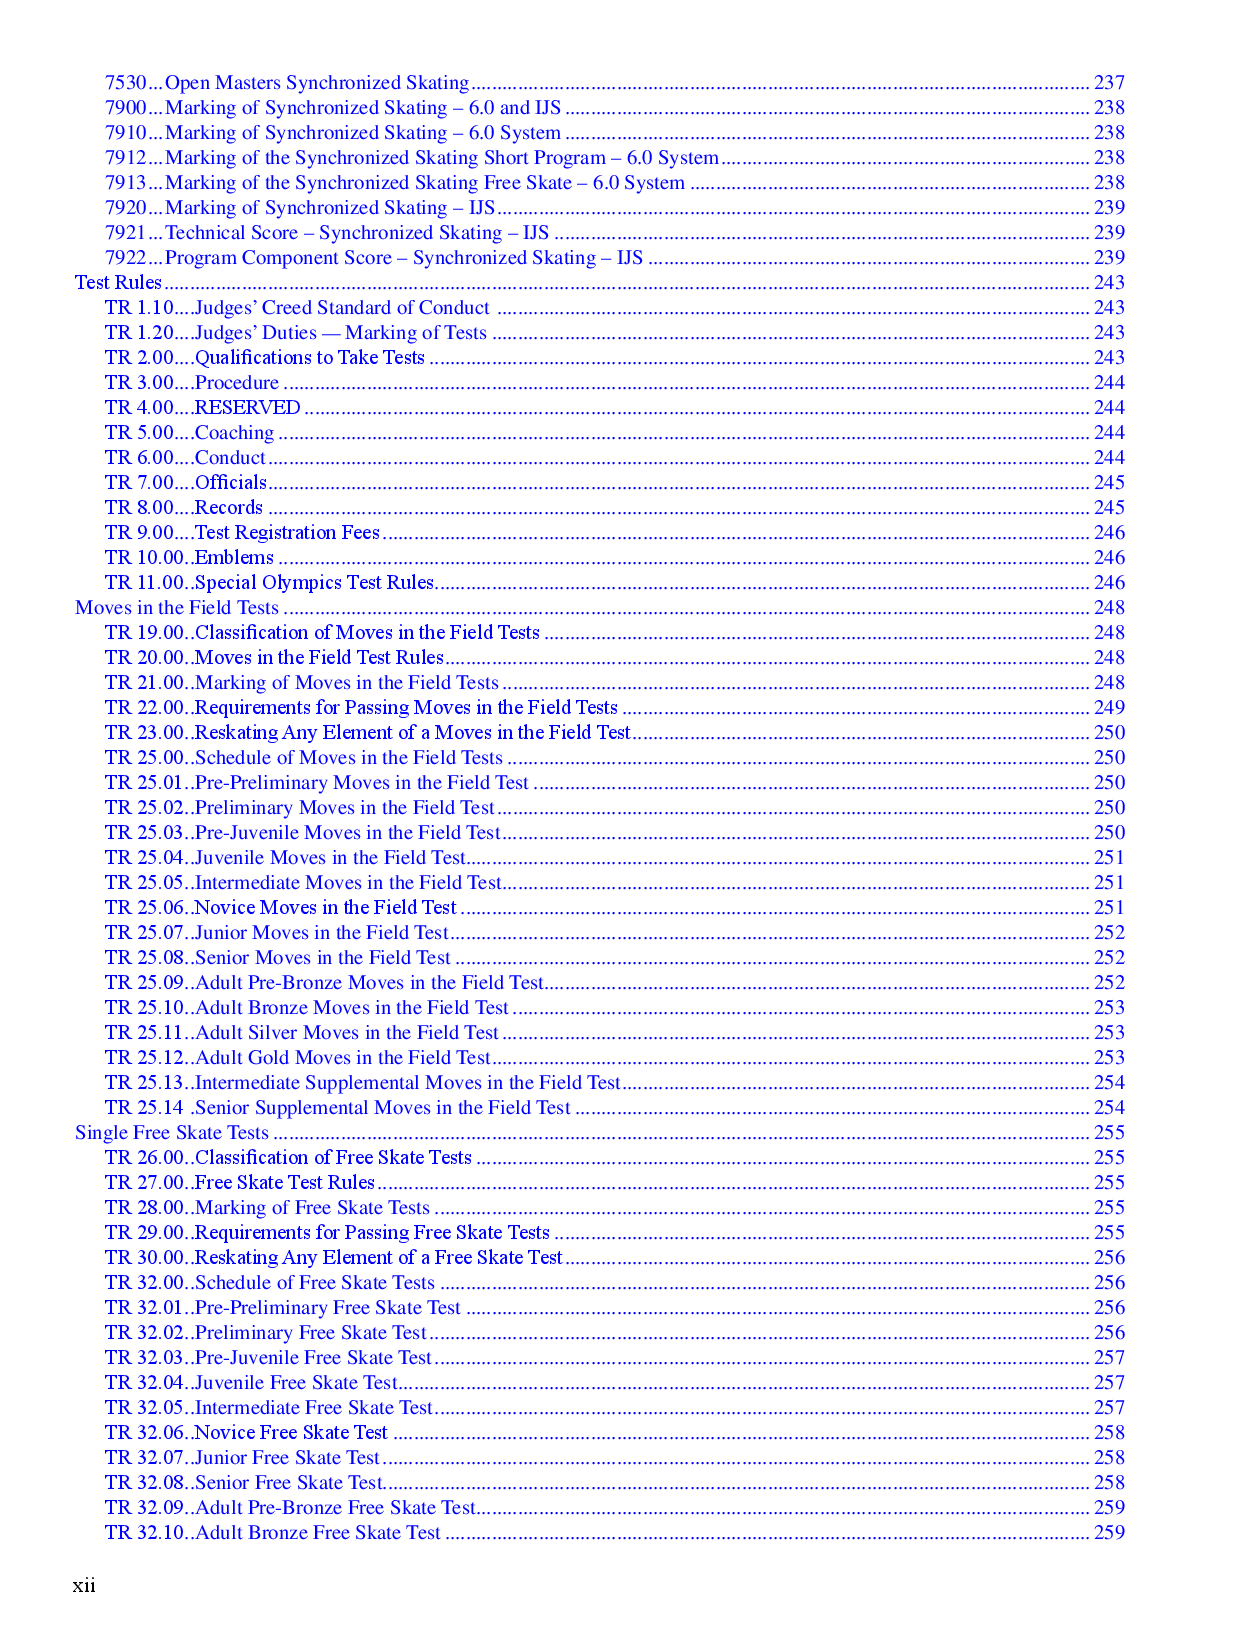 7530...Open Masters Synchronized Skating........................ 237
7900...Marking of Synchronized Skating – 6.0 and IJS ........................ 238
7910...Marking of Synchronized Skating – 6.0 System ........................ 238
7912...Marking of the Synchronized Skating Short Program – 6.0 System........................ 238
7913...Marking of the Synchronized Skating Free Skate – 6.0 System ........................ 238
7920...Marking of Synchronized Skating – IJS........................ 239
7921...Technical Score – Synchronized Skating – IJS ........................ 239
7922...Program Component Score – Synchronized Skating – IJS ........................ 239
Test Rules........................ 243
TR 1.10....Judges’ Creed Standard of Conduct ........................ 243
TR 1.20....Judges’ Duties — Marking of Tests ........................ 243
TR 2.00....Qualifications to Take Tests ........................ 243
TR 3.00....Procedure ........................ 244
TR 4.00....RESERVED ........................ 244
TR 5.00....Coaching ........................ 244
TR 6.00....Conduct........................ 244
TR 7.00....Officials........................ 245
TR 8.00....Records ........................ 245
TR 9.00....Test Registration Fees........................ 246
TR 10.00..Emblems ........................ 246
TR 11.00..Special Olympics Test Rules........................ 246
Moves in the Field Tests ........................ 248
TR 19.00..Classification of Moves in the Field Tests ........................ 248
TR 20.00..Moves in the Field Test Rules........................ 248
TR 21.00..Marking of Moves in the Field Tests ........................ 248
TR 22.00..Requirements for Passing Moves in the Field Tests ........................ 249
TR 23.00..Reskating Any Element of a Moves in the Field Test........................ 250
TR 25.00..Schedule of Moves in the Field Tests ........................ 250
TR 25.01..Pre-Preliminary Moves in the Field Test ........................ 250
TR 25.02..Preliminary Moves in the Field Test........................ 250
TR 25.03..Pre-Juvenile Moves in the Field Test........................ 250
TR 25.04..Juvenile Moves in the Field Test........................ 251
TR 25.05..Intermediate Moves in the Field Test........................ 251
TR 25.06..Novice Moves in the Field Test ........................ 251
TR 25.07..Junior Moves in the Field Test........................ 252
TR 25.08..Senior Moves in the Field Test ........................ 252
TR 25.09..Adult Pre-Bronze Moves in the Field Test........................ 252
TR 25.10..Adult Bronze Moves in the Field Test ........................ 253
TR 25.11..Adult Silver Moves in the Field Test ........................ 253
TR 25.12..Adult Gold Moves in the Field Test........................ 253
TR 25.13..Intermediate Supplemental Moves in the Field Test........................ 254
TR 25.14 .Senior Supplemental Moves in the Field Test ........................ 254
Single Free Skate Tests ........................ 255
TR 26.00..Classification of Free Skate Tests ........................ 255
TR 27.00..Free Skate Test Rules........................ 255
TR 28.00..Marking of Free Skate Tests ........................ 255
TR 29.00..Requirements for Passing Free Skate Tests ........................ 255
TR 30.00..Reskating Any Element of a Free Skate Test........................ 256
TR 32.00..Schedule of Free Skate Tests ........................ 256
TR 32.01..Pre-Preliminary Free Skate Test ........................ 256
TR 32.02..Preliminary Free Skate Test........................ 256
TR 32.03..Pre-Juvenile Free Skate Test........................ 257
TR 32.04..Juvenile Free Skate Test........................ 257
TR 32.05..Intermediate Free Skate Test........................ 257
TR 32.06..Novice Free Skate Test ........................ 258
TR 32.07..Junior Free Skate Test........................ 258
TR 32.08..Senior Free Skate Test........................ 258
TR 32.09..Adult Pre-Bronze Free Skate Test........................ 259
TR 32.10..Adult Bronze Free Skate Test ........................ 259
xii